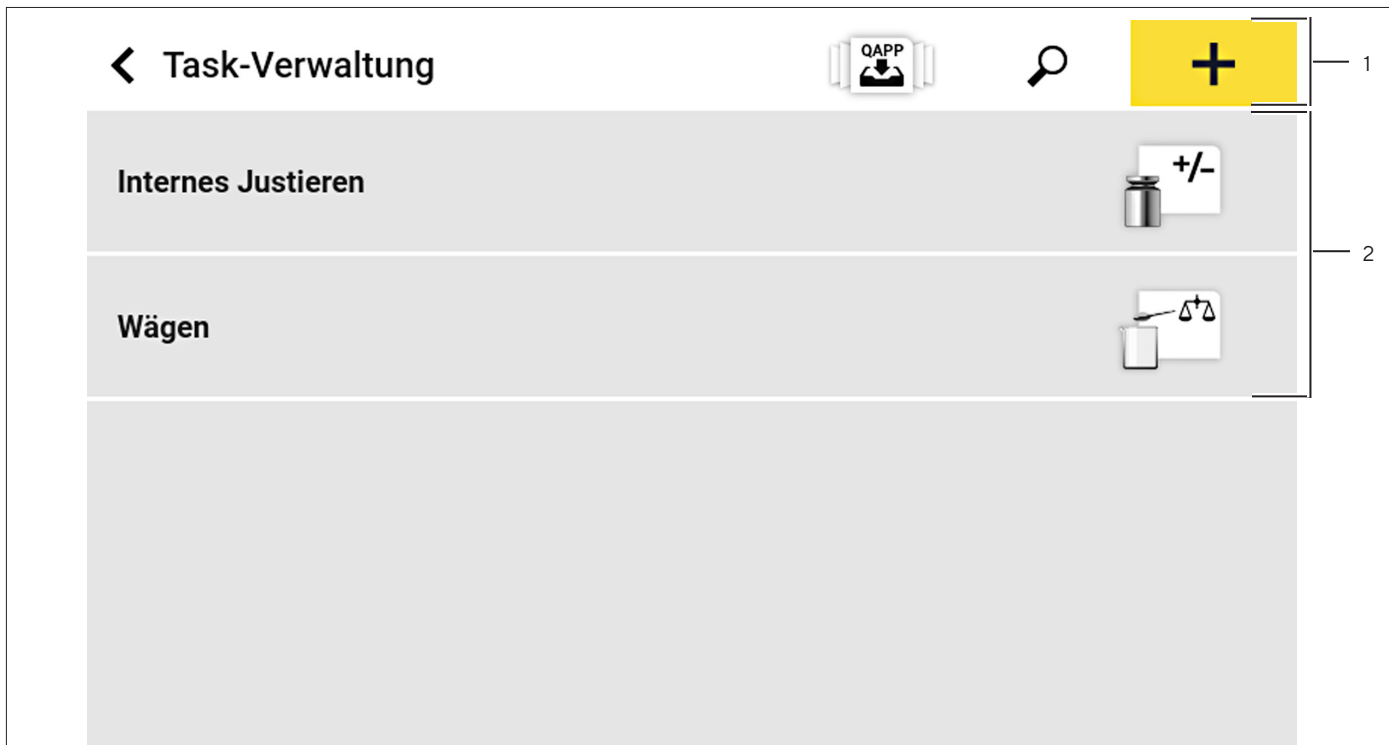 Task-Verwaltung
QAPP
1
Internes Justieren
+/-
2
Wägen